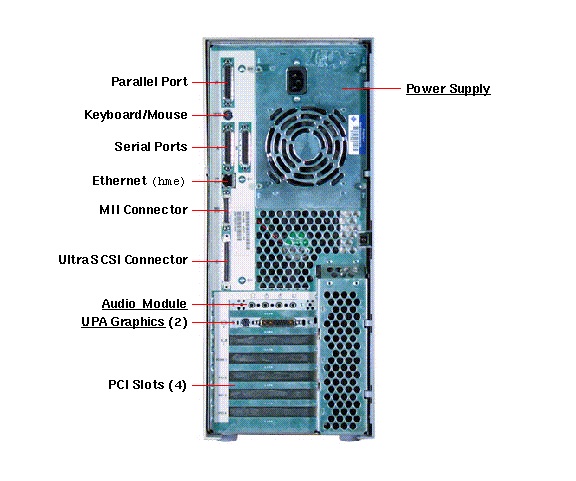 Parallel Port
Power Supply
Keyboard/Mouse
Serial Ports
Ethernet (hme)
MII Connector
UltraSCSI Connector
Audio Module
UPA Graphics (2)
PCI Slots (4)